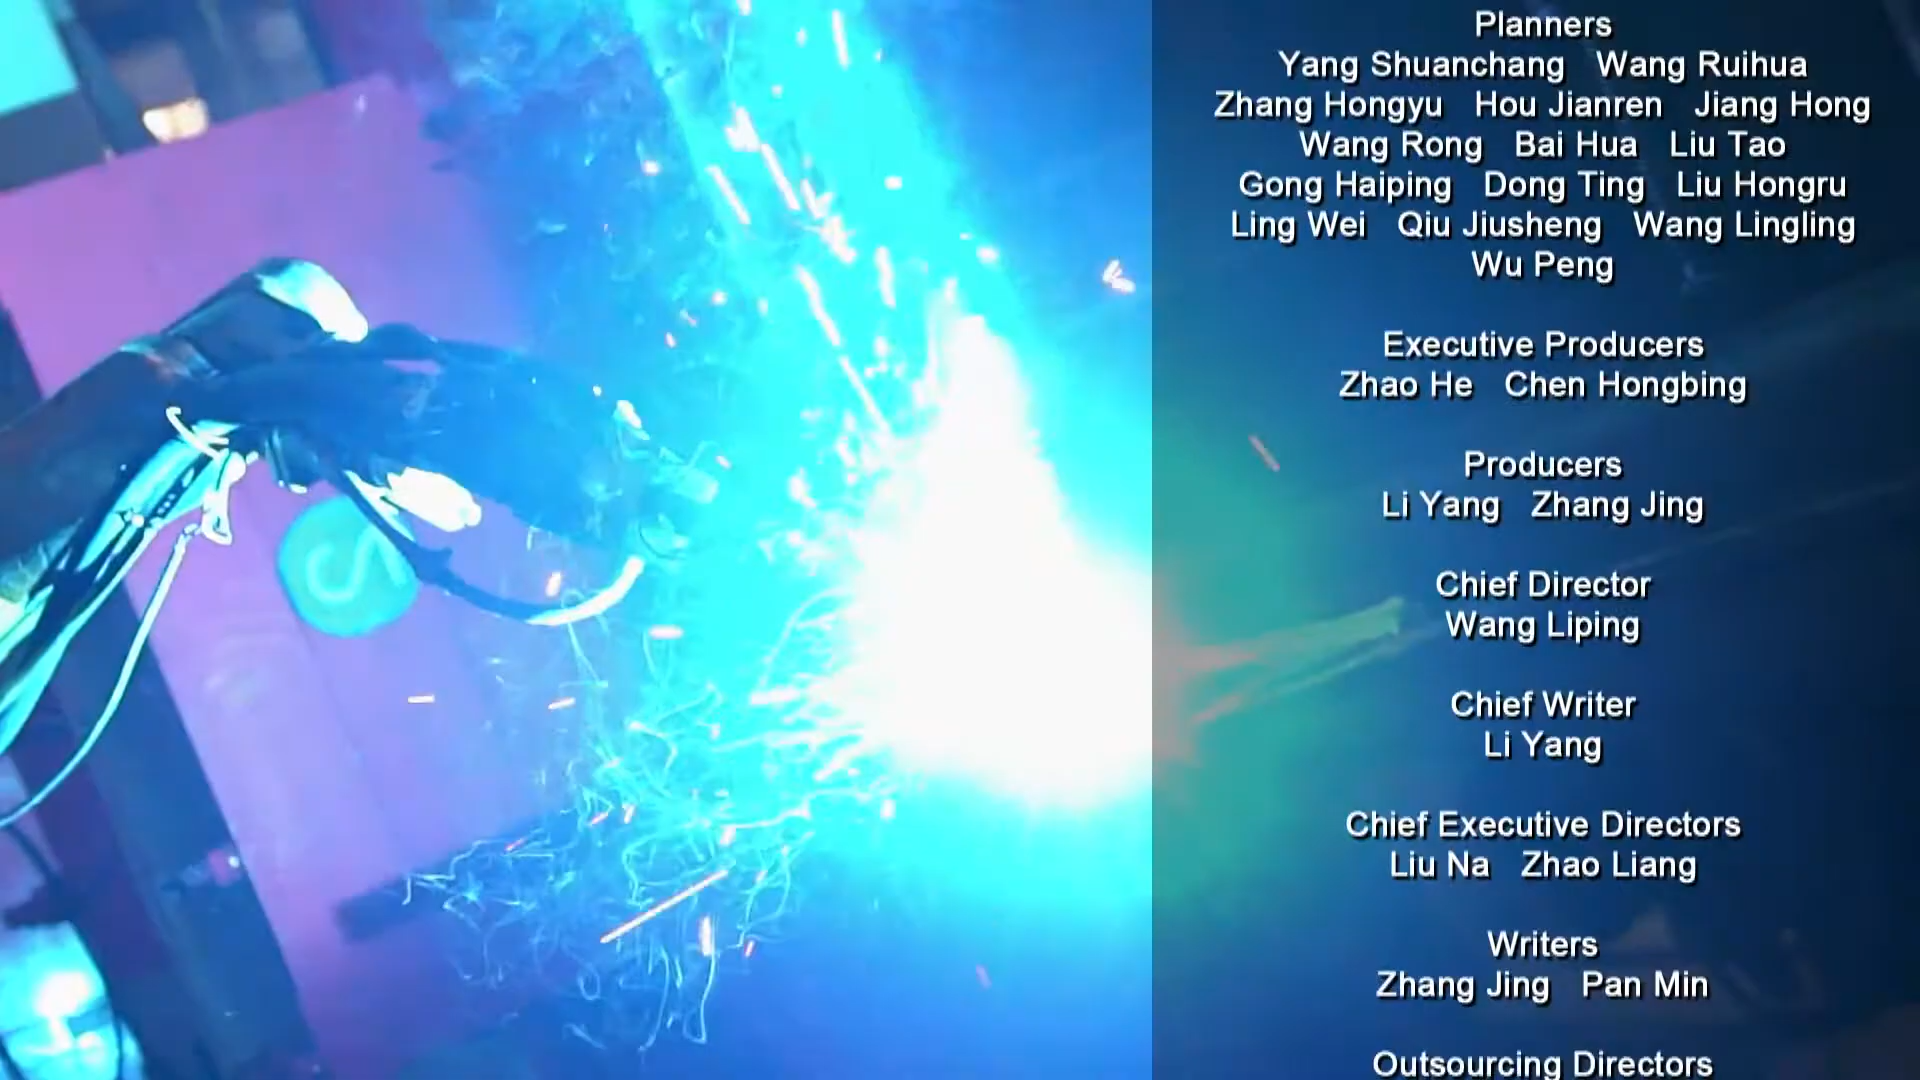 Planners
Yang Shuanchang Wang Ruihua
Zhang Hongyu Hou Jianren Jiang Hong
Wang Rong Bai Hua Liu Tao
Gong Haiping Dong Ting Liu Hongru
Ling Wei Qiu Jiusheng Wang Lingling
Wu Peng
Executive Producers
Zhao He Chen Hongbing
Producers
Li Yang Zhang Jing
Chief Director
Wang Liping
Chief Writer
Li Yang
Chief Executive Directors
Liu Na Zhao Liang
Writers
Zhang Jing Pan Min
Outsourcing Directors